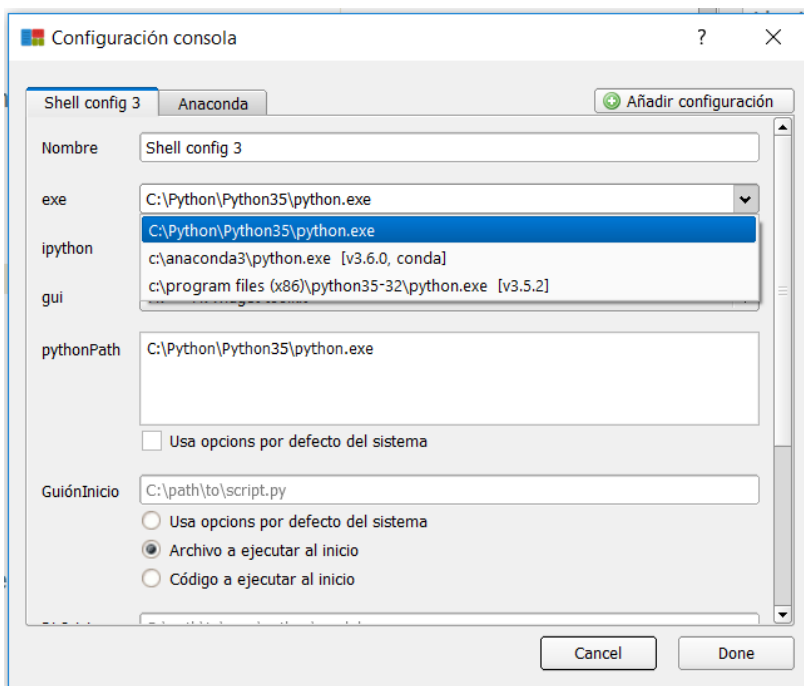 Configuración consola
?
Shell config 3
Anaconda
Añadir configuración
Nombre
Shell config 3
exe
C:\Python\Python35\python.exe
C:\Python\Python35\python.exe
c:\anaconda3\python.exe [v3.6.0, conda]
c:\program files (x86)\python35-32\python.exe [v3.5.2]
ipython
gui
pythonPath
C:\Python\Python35\python.exe
Usa opcions por defecto del sistema
GuiónInicio
C:\path\to\script.py
Usa opcions por defecto del sistema
Archivo a ejecutar al inicio
Código a ejecutar al inicio
Cancel
Done